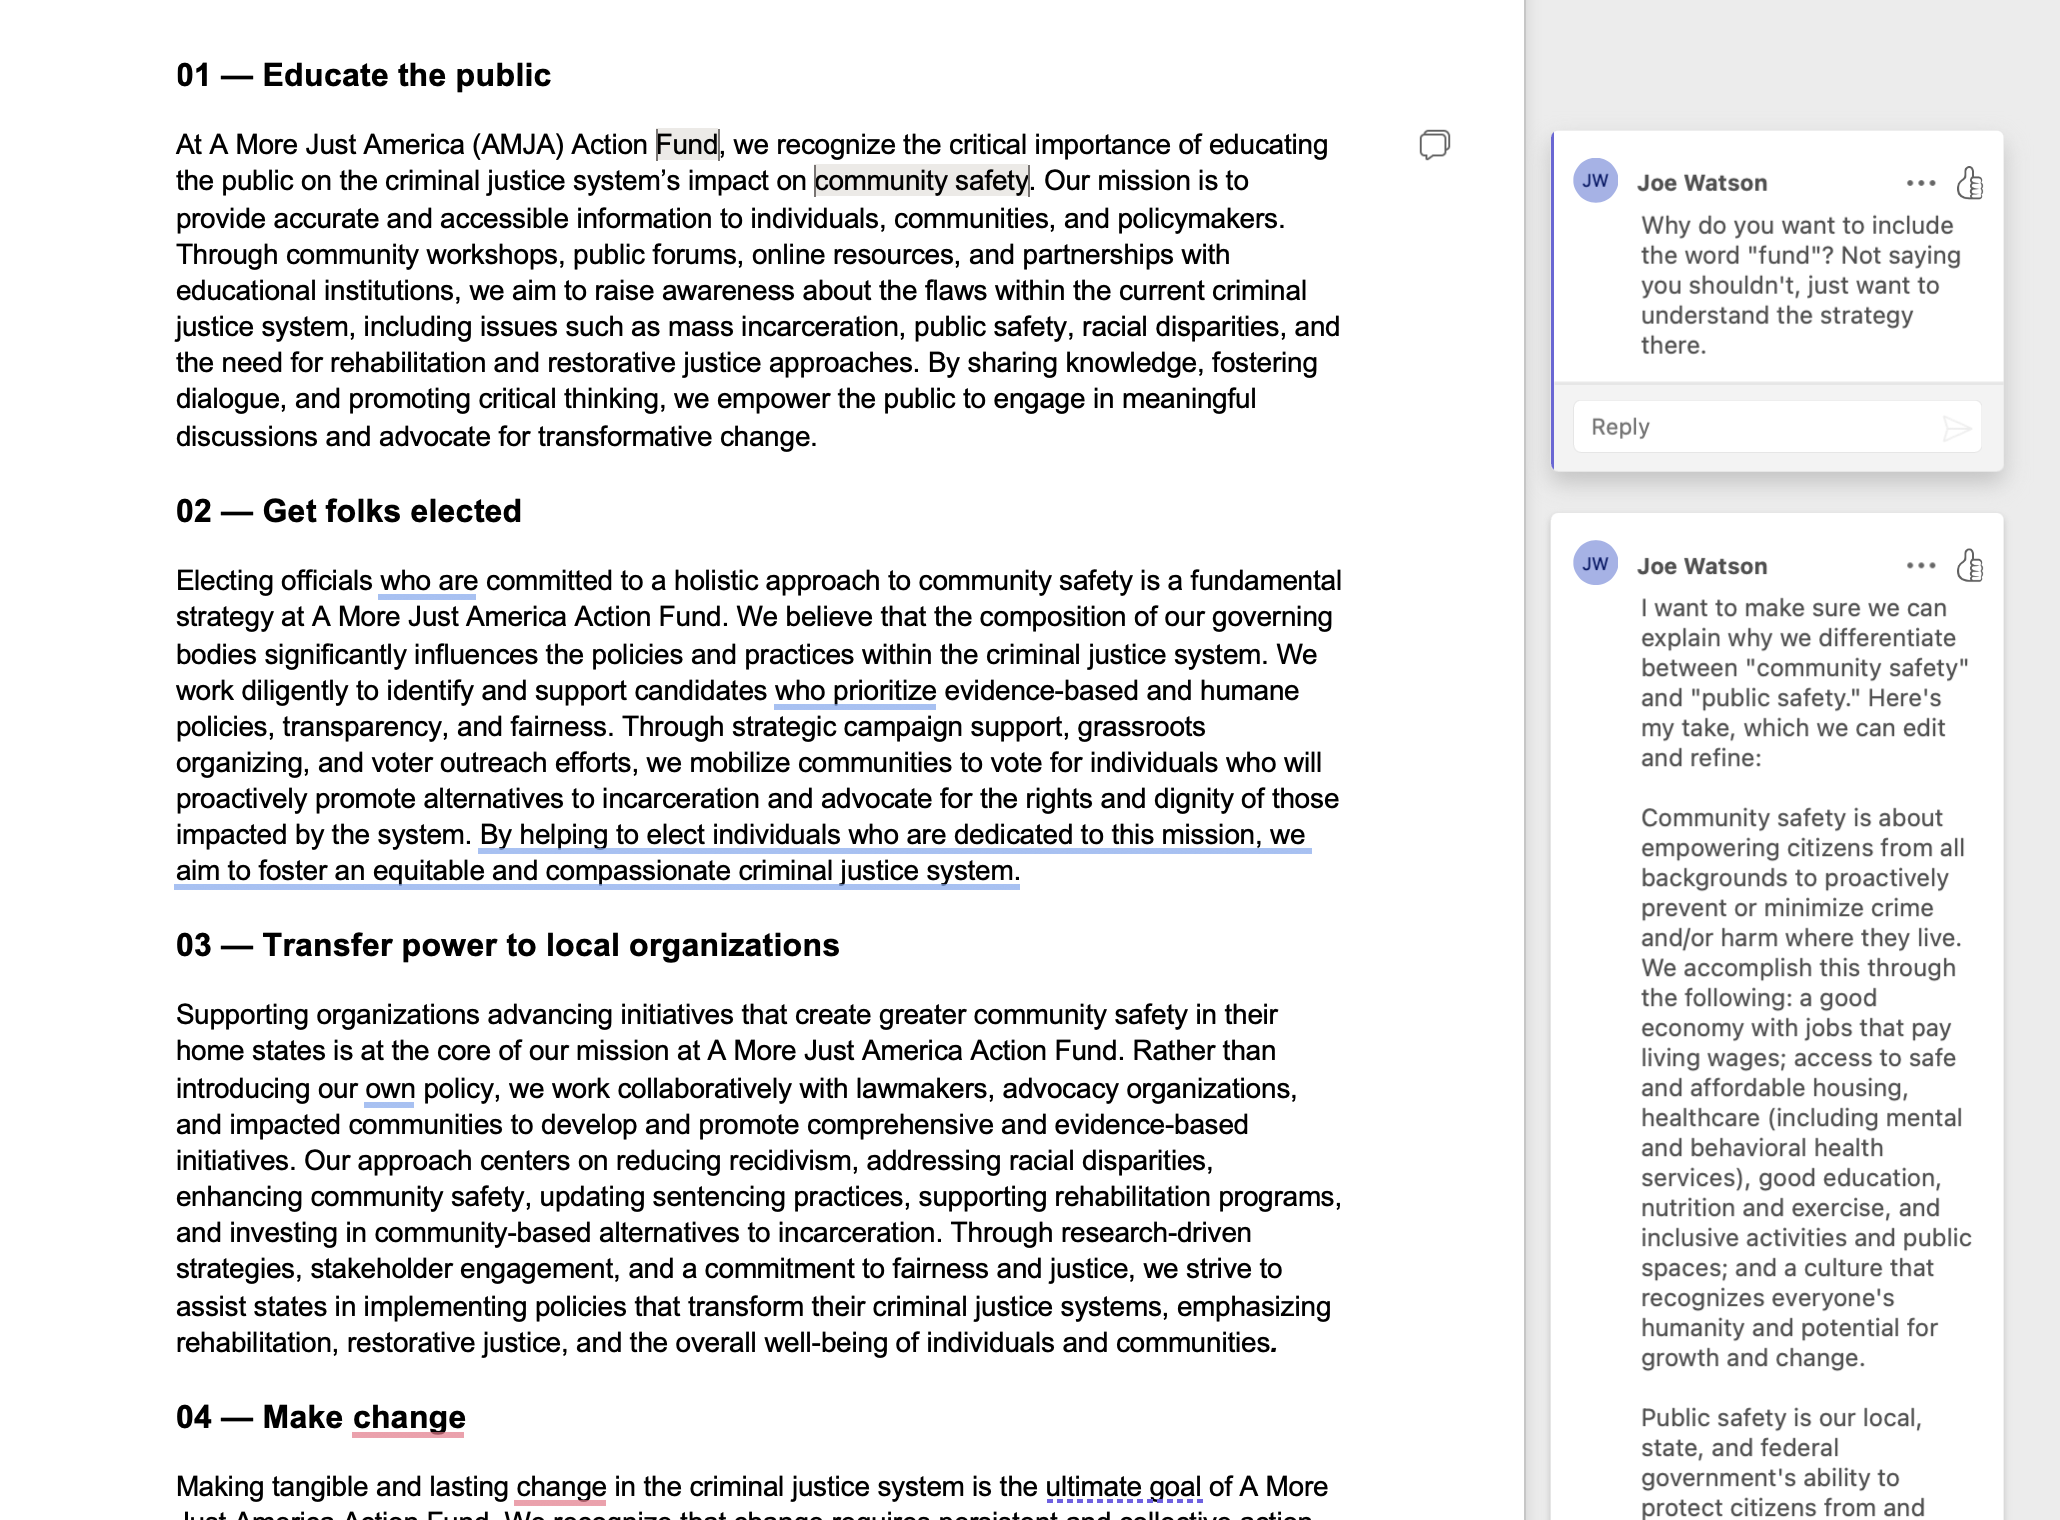 01 — Educate the public
At A More Just America (AMJA) Action Fund, we recognize the critical importance of educating
the public on the criminal justice system’s impact on community safety. Our mission is to
provide accurate and accessible information to individuals, communities, and policymakers.
Through community workshops, public forums, online resources, and partnerships with
educational institutions, we aim to raise awareness about the flaws within the current criminal
justice system, including issues such as mass incarceration, public safety, racial disparities, and
the need for rehabilitation and restorative justice approaches. By sharing knowledge, fostering
dialogue, and promoting critical thinking, we empower the public to engage in meaningful
discussions and advocate for transformative change.
02 — Get folks elected
Electing officials who are committed to a holistic approach to community safety is a fundamental
strategy at A More Just America Action Fund. We believe that the composition of our governing
bodies significantly influences the policies and practices within the criminal justice system. We
work diligently to identify and support candidates who prioritize evidence-based and humane
policies, transparency, and fairness. Through strategic campaign support, grassroots
organizing, and voter outreach efforts, we mobilize communities to vote for individuals who will
proactively promote alternatives to incarceration and advocate for the rights and dignity of those
impacted by the system. By helping to elect individuals who are dedicated to this mission, we
aim to foster an equitable and compassionate criminal justice system.
03 — Transfer power to local organizations
Supporting organizations advancing initiatives that create greater community safety in their
home states is at the core of our mission at A More Just America Action Fund. Rather than
introducing our own policy, we work collaboratively with lawmakers, advocacy organizations,
and impacted communities to develop and promote comprehensive and evidence-based
initiatives. Our approach centers on reducing recidivism, addressing racial disparities,
enhancing community safety, updating sentencing practices, supporting rehabilitation programs,
and investing in community-based alternatives to incarceration. Through research-driven
strategies, stakeholder engagement, and a commitment to fairness and justice, we strive to
assist states in implementing policies that transform their criminal justice systems, emphasizing
rehabilitation, restorative justice, and the overall well-being of individuals and communities.
04 — Make change
Making tangible and lasting change in the criminal justice system is the ultimate goal of A More
Just America Action Fund. We recognize that change requires persistent and collective action
JW Joe Watson
Why do you want to include
the word "fund"? Not saying
you shouldn't, just want to
understand the strategy
there.
Reply
JW Joe Watson
I want to make sure we can
explain why we differentiate
between "community safety"
and "public safety." Here's
my take, which we can edit
and refine:
Community safety is about
empowering citizens from all
backgrounds to proactively
prevent or minimize crime
and/or harm where they live.
We accomplish this through
the following: a good
economy with jobs that pay
living wages; access to safe
and affordable housing,
healthcare (including mental
and behavioral health
services), good education,
nutrition and exercise, and
inclusive activities and public
spaces; and a culture that
recognizes everyone's
humanity and potential for
growth and change.
Public safety is our local,
state, and federal
government's ability to
protect citizens from and